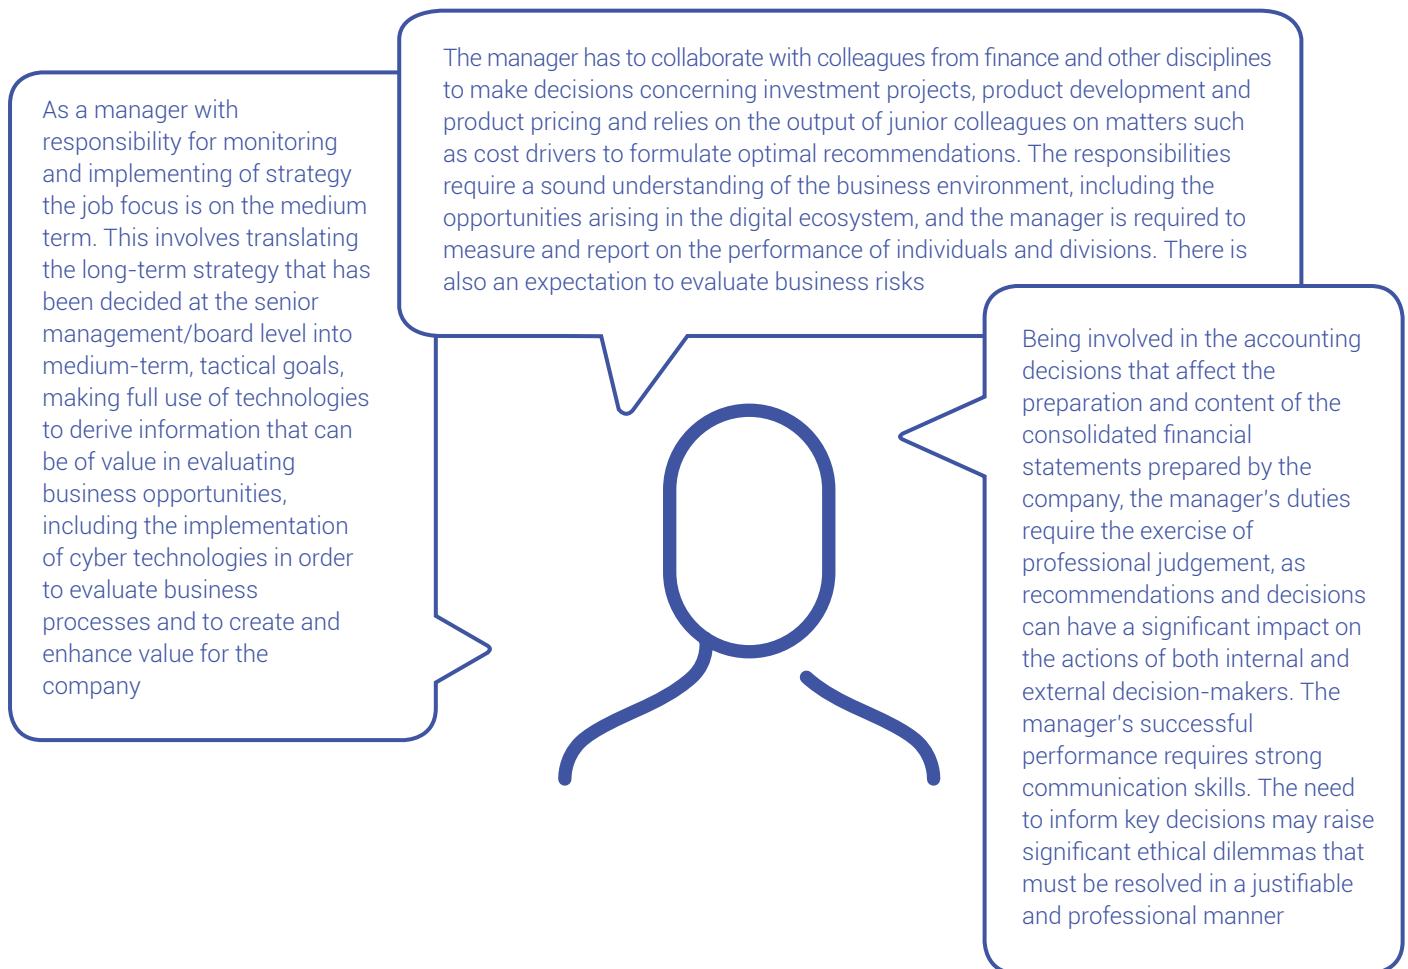 As a manager with
responsibility for monitoring
and implementing of strategy
the job focus is on the medium
term. This involves translating
the long-term strategy that has
been decided at the senior
management/board level into
medium-term, tactical goals,
making full use of technologies
to derive information that can
be of value in evaluating
business opportunities,
including the implementation
of cyber technologies in order
to evaluate business
processes and to create and
enhance value for the
company
The manager has to collaborate with colleagues from finance and other disciplines
to make decisions concerning investment projects, product development and
product pricing and relies on the output of junior colleagues on matters such
as cost drivers to formulate optimal recommendations. The responsibilities
require a sound understanding of the business environment, including the
opportunities arising in the digital ecosystem, and the manager is required to
measure and report on the performance of individuals and divisions. There is
also an expectation to evaluate business risks
Being involved in the accounting
decisions that affect the
preparation and content of the
consolidated financial
statements prepared by the
company, the manager's duties
require the exercise of
professional judgement, as
recommendations and decisions
can have a significant impact on
the actions of both internal and
external decision-makers. The
manager's successful
performance requires strong
communication skills. The need
to inform key decisions may raise
significant ethical dilemmas that
must be resolved in a justifiable
and professional manner